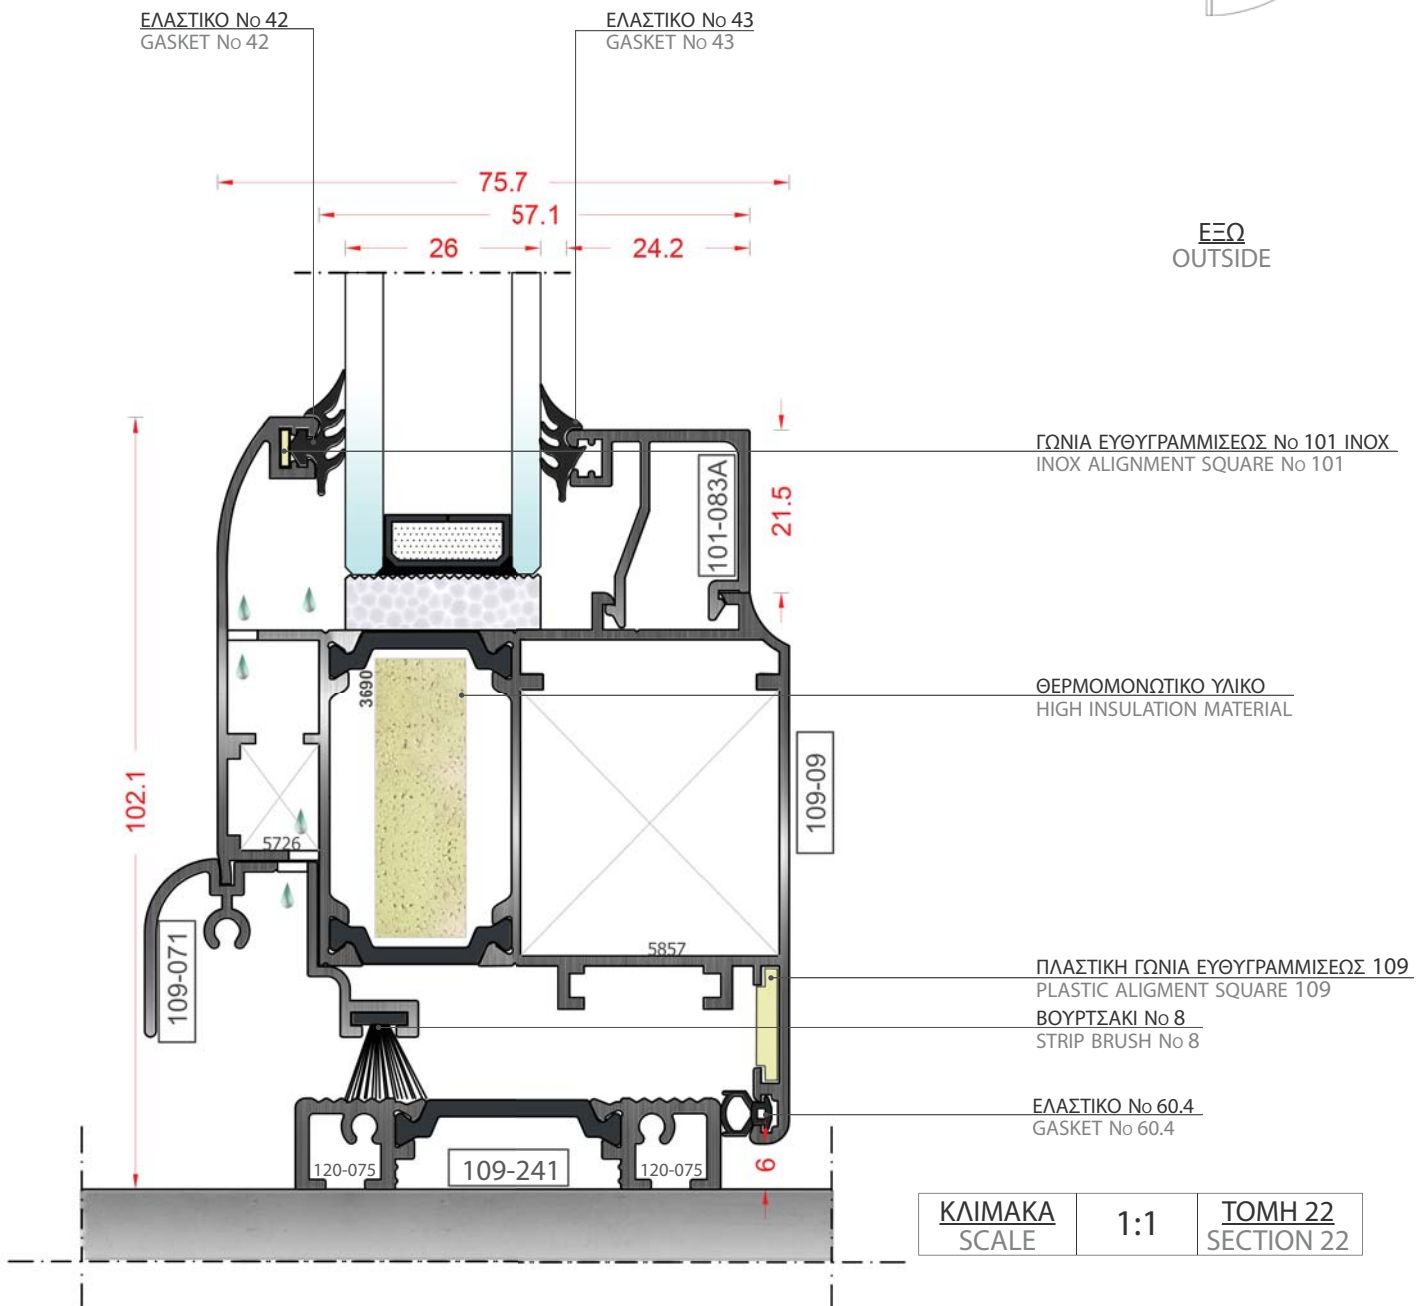 ΕΛΑΣΤΙΚΟ Νο 42
GASKET No 42
ΕΛΑΣΤΙΚΟ Νο 43
GASKET No 43
75.7
57.1
26
24.2
ΕΞΩ
OUTSIDE
ΓΩΝΙΑ ΕΥΘΥΓΡΑΜΜΙΣΕΩΣ Νο 101 ΙΝΟΧ
INOX ALIGNMENT SQUARE No 101
101-083A
21.5
ΘΕΡΜΟΜΟΝΩΤΙΚΟ ΥΛΙΚΟ
HIGH INSULATION MATERIAL
3690
102.1
109-09
5726
5857
109-071
ΠΛΑΣΤΙΚΗ ΓΩΝΙΑ ΕΥΘΥΓΡΑΜΜΙΣΕΩΣ 109
PLASTIC ALIGMENT SQUARE 109
ΒΟΥΡΤΣΑΚΙ Νο 8
STRIP BRUSH No 8
ΕΛΑΣΤΙΚΟ Νο 60.4
GASKET No 60.4
120-075
109-241
120-075
6
ΚΛΙΜΑΚΑ
SCALE
1:1
ΤΟΜΗ 22
SECTION 22